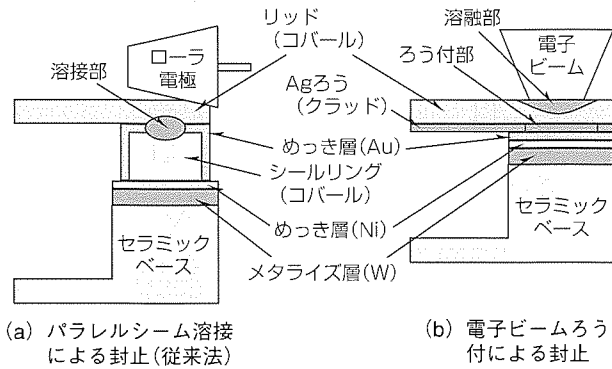 リッド
(コバール)
ローラ
電極
溶接部
Agろう
(クラッド)
ろう付部
溶融部
電子
ビーム
めっき層(Au)
シールリング
(コバール)
めっき層(Ni)
メタライズ層(W)
セラミック
ベース
セラミック
ベース
(a) パラレルシーム溶接
による封止(従来法)
(b) 電子ビームろう
付による封止